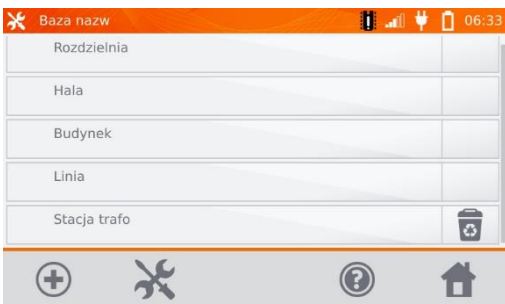 Baza nazw 06:33
Rozdzielnia
Hala
Budynek
Linia
Stacja trafo